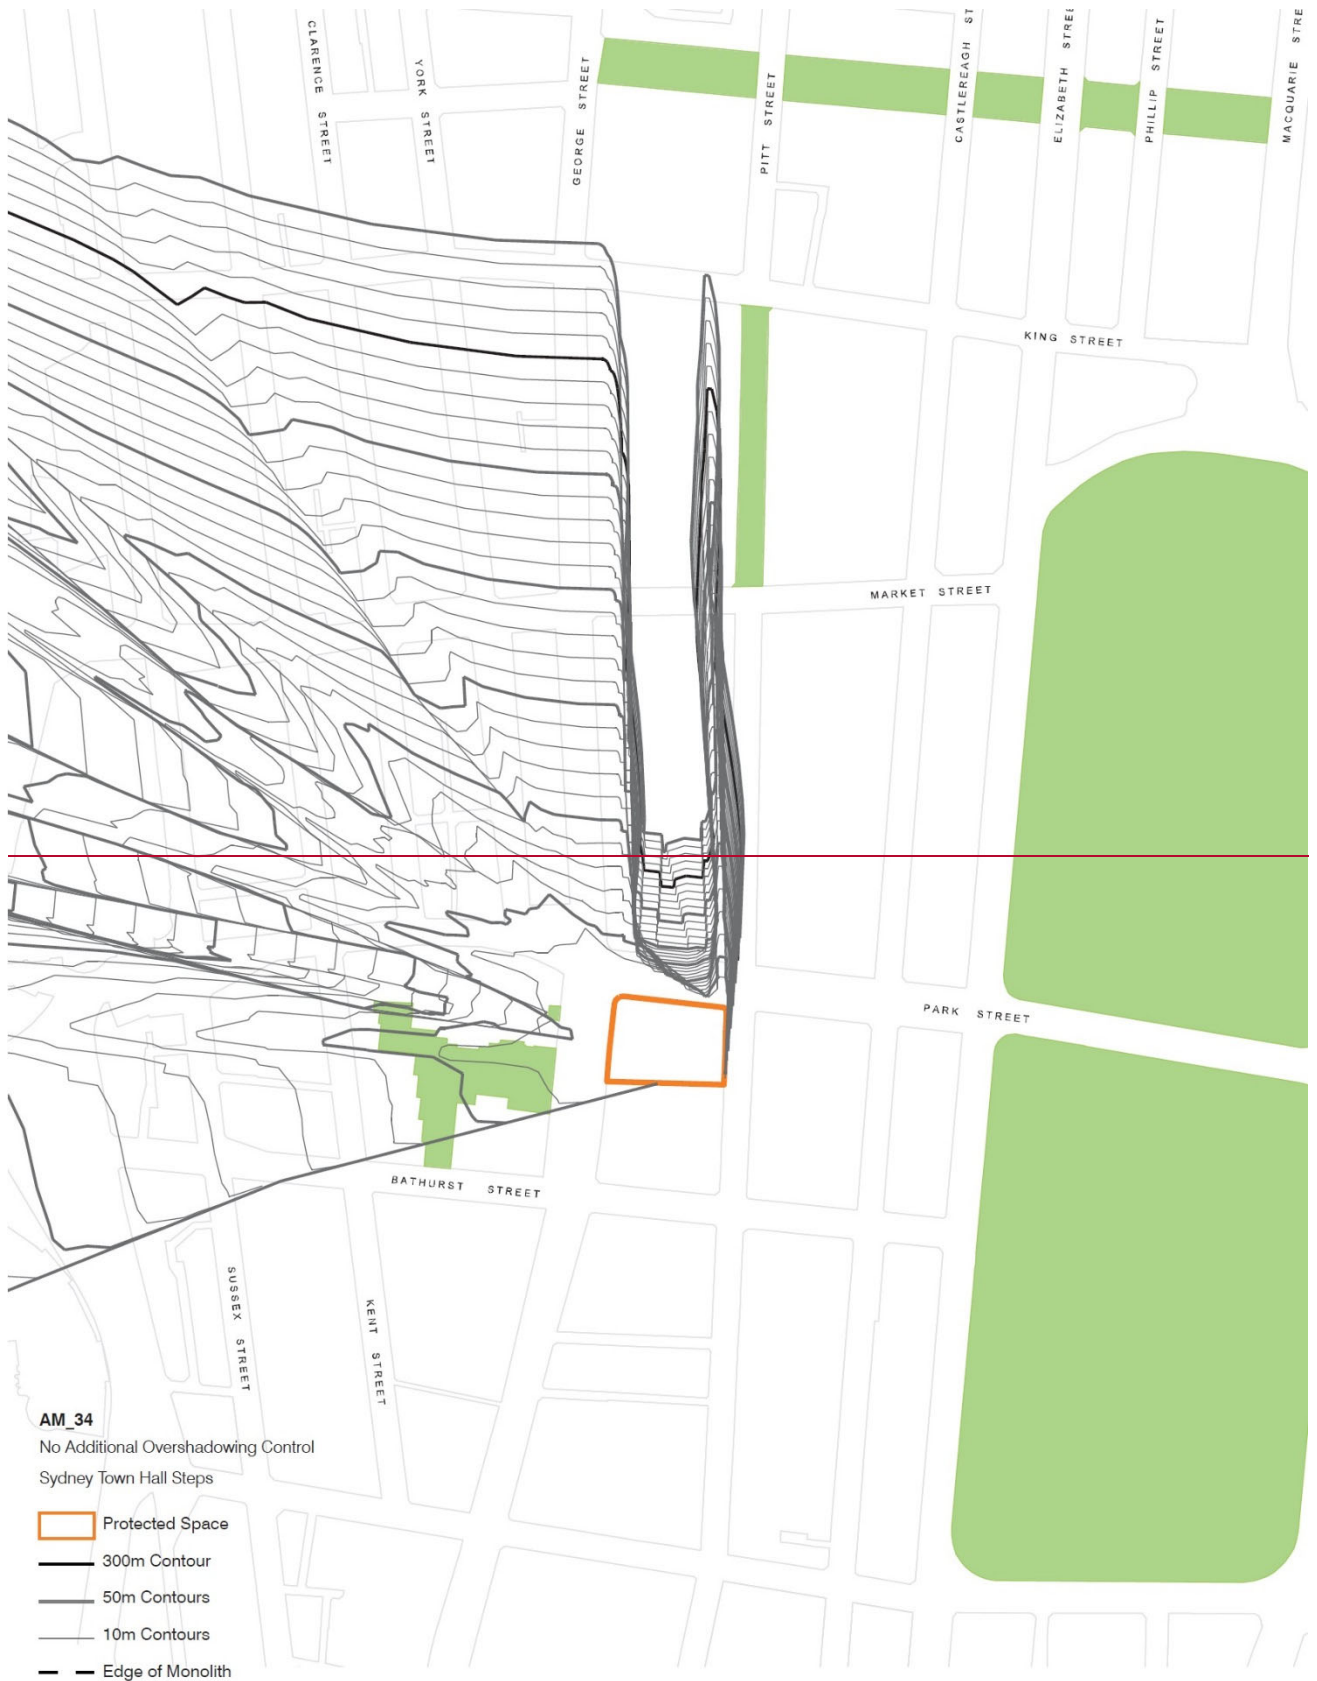 CLARENCE STREET
YORK STREET
GEORGE STREET
PITT STREET
CASTLEREAGH ST
ELIZABETH STREE
PHILLIP STREET
MACQUARIE STRE
KING STREET
MARKET STREET
PARK STREET
BATHURST STREET
SUSSEX STREET
KENT STREET
AM_34
No Additional Overshadowing Control
Sydney Town Hall Steps
Protected Space
300m Contour
50m Contours
10m Contours
Edge of Monolith